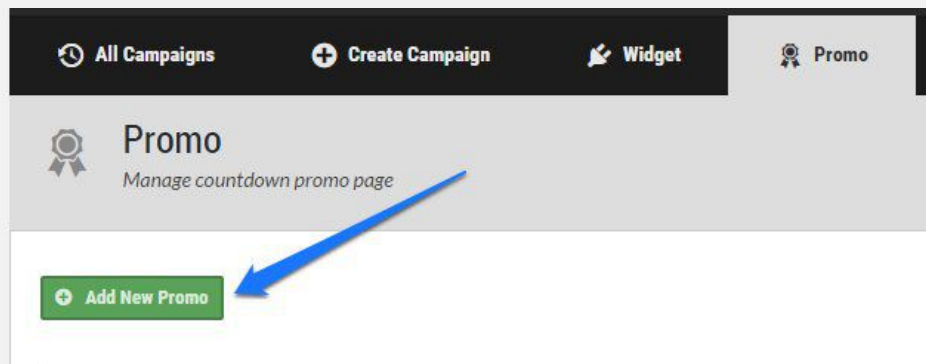 All Campaigns Create Campaign Widget Promo
Promo
Manage countdown promo page
Add New Promo